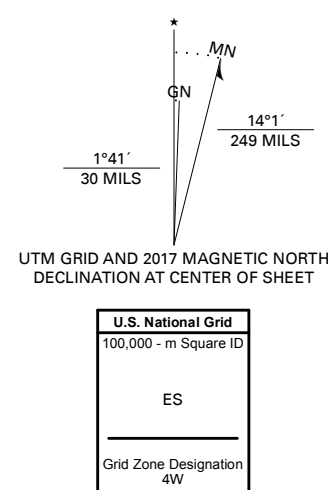 ★
MN
GN
14°1´
249 MILS
1°41´
30 MILS
UTM GRID AND 2017 MAGNETIC NORTH
DECLINATION AT CENTER OF SHEET
U.S. National Grid
100,000 - m Square ID
ES
Grid Zone Designation
4W